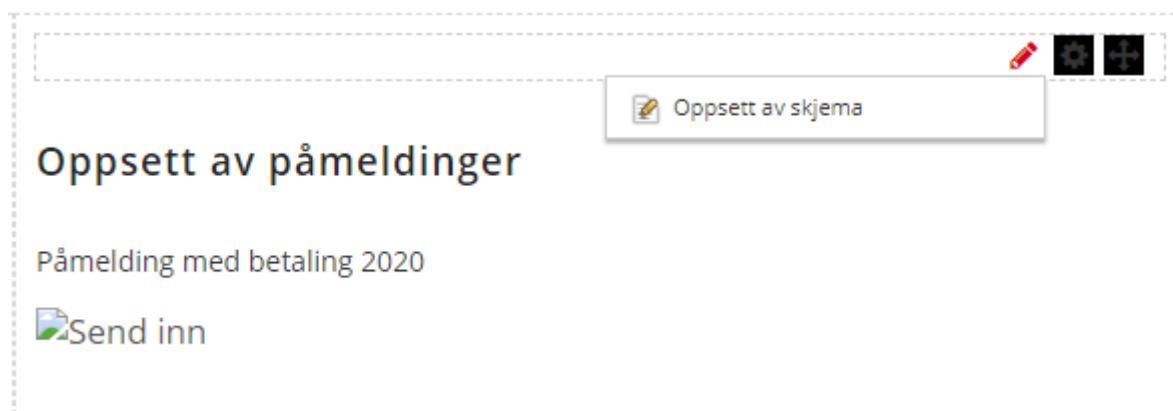 Oppsett av skjema
Oppsett av påmeldinger
Påmelding med betaling 2020
Send inn